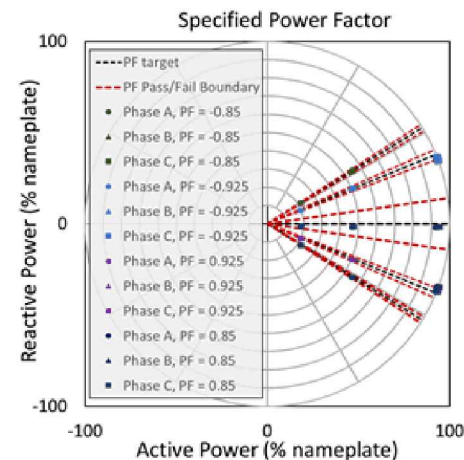 Specified Power Factor
100
PF target
PF Pass/Fail Boundary
Phase A, PF = -0.85
Phase B, PF = -0.85
Phase C, PF = -0.85
Phase A, PF = -0.925
Phase B, PF = -0.925
Phase C, PF = -0.925
Phase A, PF = 0.925
Phase B, PF = 0.925
Phase C, PF = 0.925
Phase A, PF = 0.85
Phase B, PF = 0.85
Phase C, PF = 0.85
0
-100
Reactive Power (% nameplate)
-100
0
100
Active Power (% nameplate)